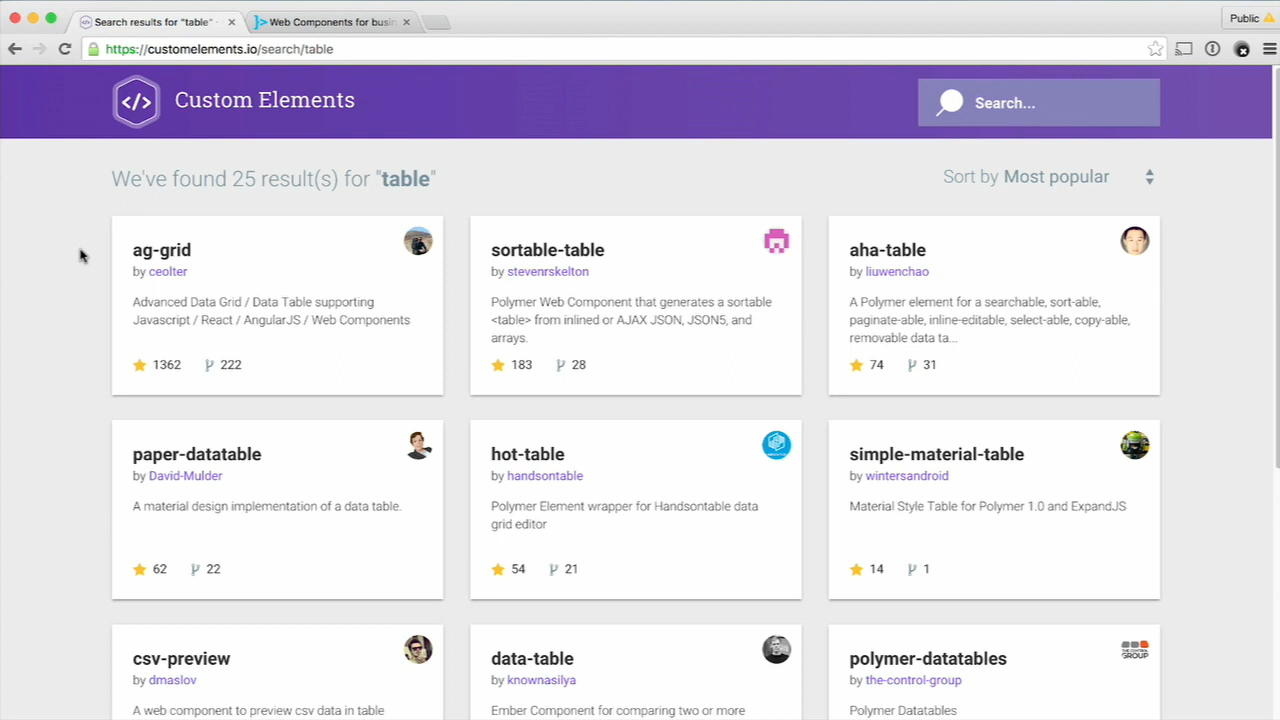 Search results for "table" -
Web Components for busin
Public
https://customelements.io/search/table
</> Custom Elements
Search...
We've found 25 result(s) for "table"
Sort by Most popular
ag-grid
by ceolter
Advanced Data Grid / Data Table supporting
Javascript / React / AngularJS / Web Components
1362 222
sortable-table
by stevenrskelton
Polymer Web Component that generates a sortable
<table> from inlined or AJAX JSON, JSON5, and
arrays.
183 28
aha-table
by liuwenchao
A Polymer element for a searchable, sort-able,
paginate-able, inline-editable, select-able, copy-able,
removable data ta...
74 31
paper-datatable
by David-Mulder
A material design implementation of a data table.
62 22
hot-table
by handsontable
Polymer Element wrapper for Handsontable data
grid editor
54 21
simple-material-table
by wintersandroid
Material Style Table for Polymer 1.0 and ExpandJS
14 1
csv-preview
by dmaslov
A web component to preview csv data in table
data-table
by knownasilya
Ember Component for comparing two or more
THE CONTROL
GROUP
polymer-datatables
by the-control-group
Polymer Datatables